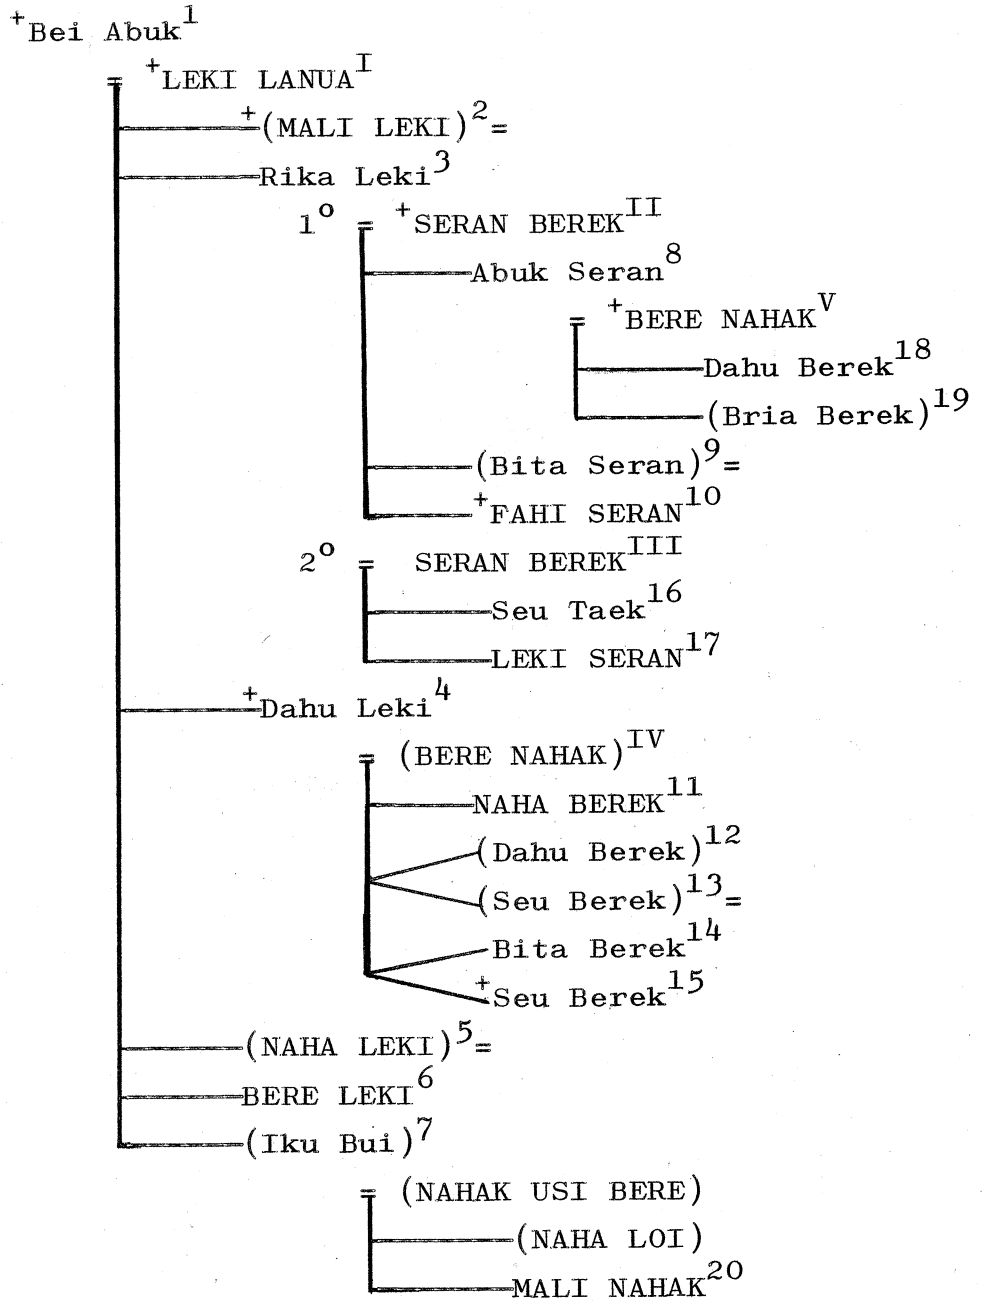 +Bei Abuk1
= +LEKI LANUAI
+(MALI LEKI)2=
Rika Leki3
1o = +SERAN BEREKII
Abuk Seran8
= +BERE NAHAKV
Dahu Berek18
(Bria Berek)19
(Bita Seran)9=
+FAHI SERAN10
2o = SERAN BEREKIII
Seu Taek16
LEKI SERAN17
+Dahu Leki4
= (BERE NAHAK)IV
NAHA BEREK11
(Dahu Berek)12
(Seu Berek)13=
Bita Berek14
+Seu Berek15
(NAHA LEKI)5=
BERE LEKI6
(Iku Bui)7
= (NAHAK USI BERE)
(NAHA LOI)
MALI NAHAK20